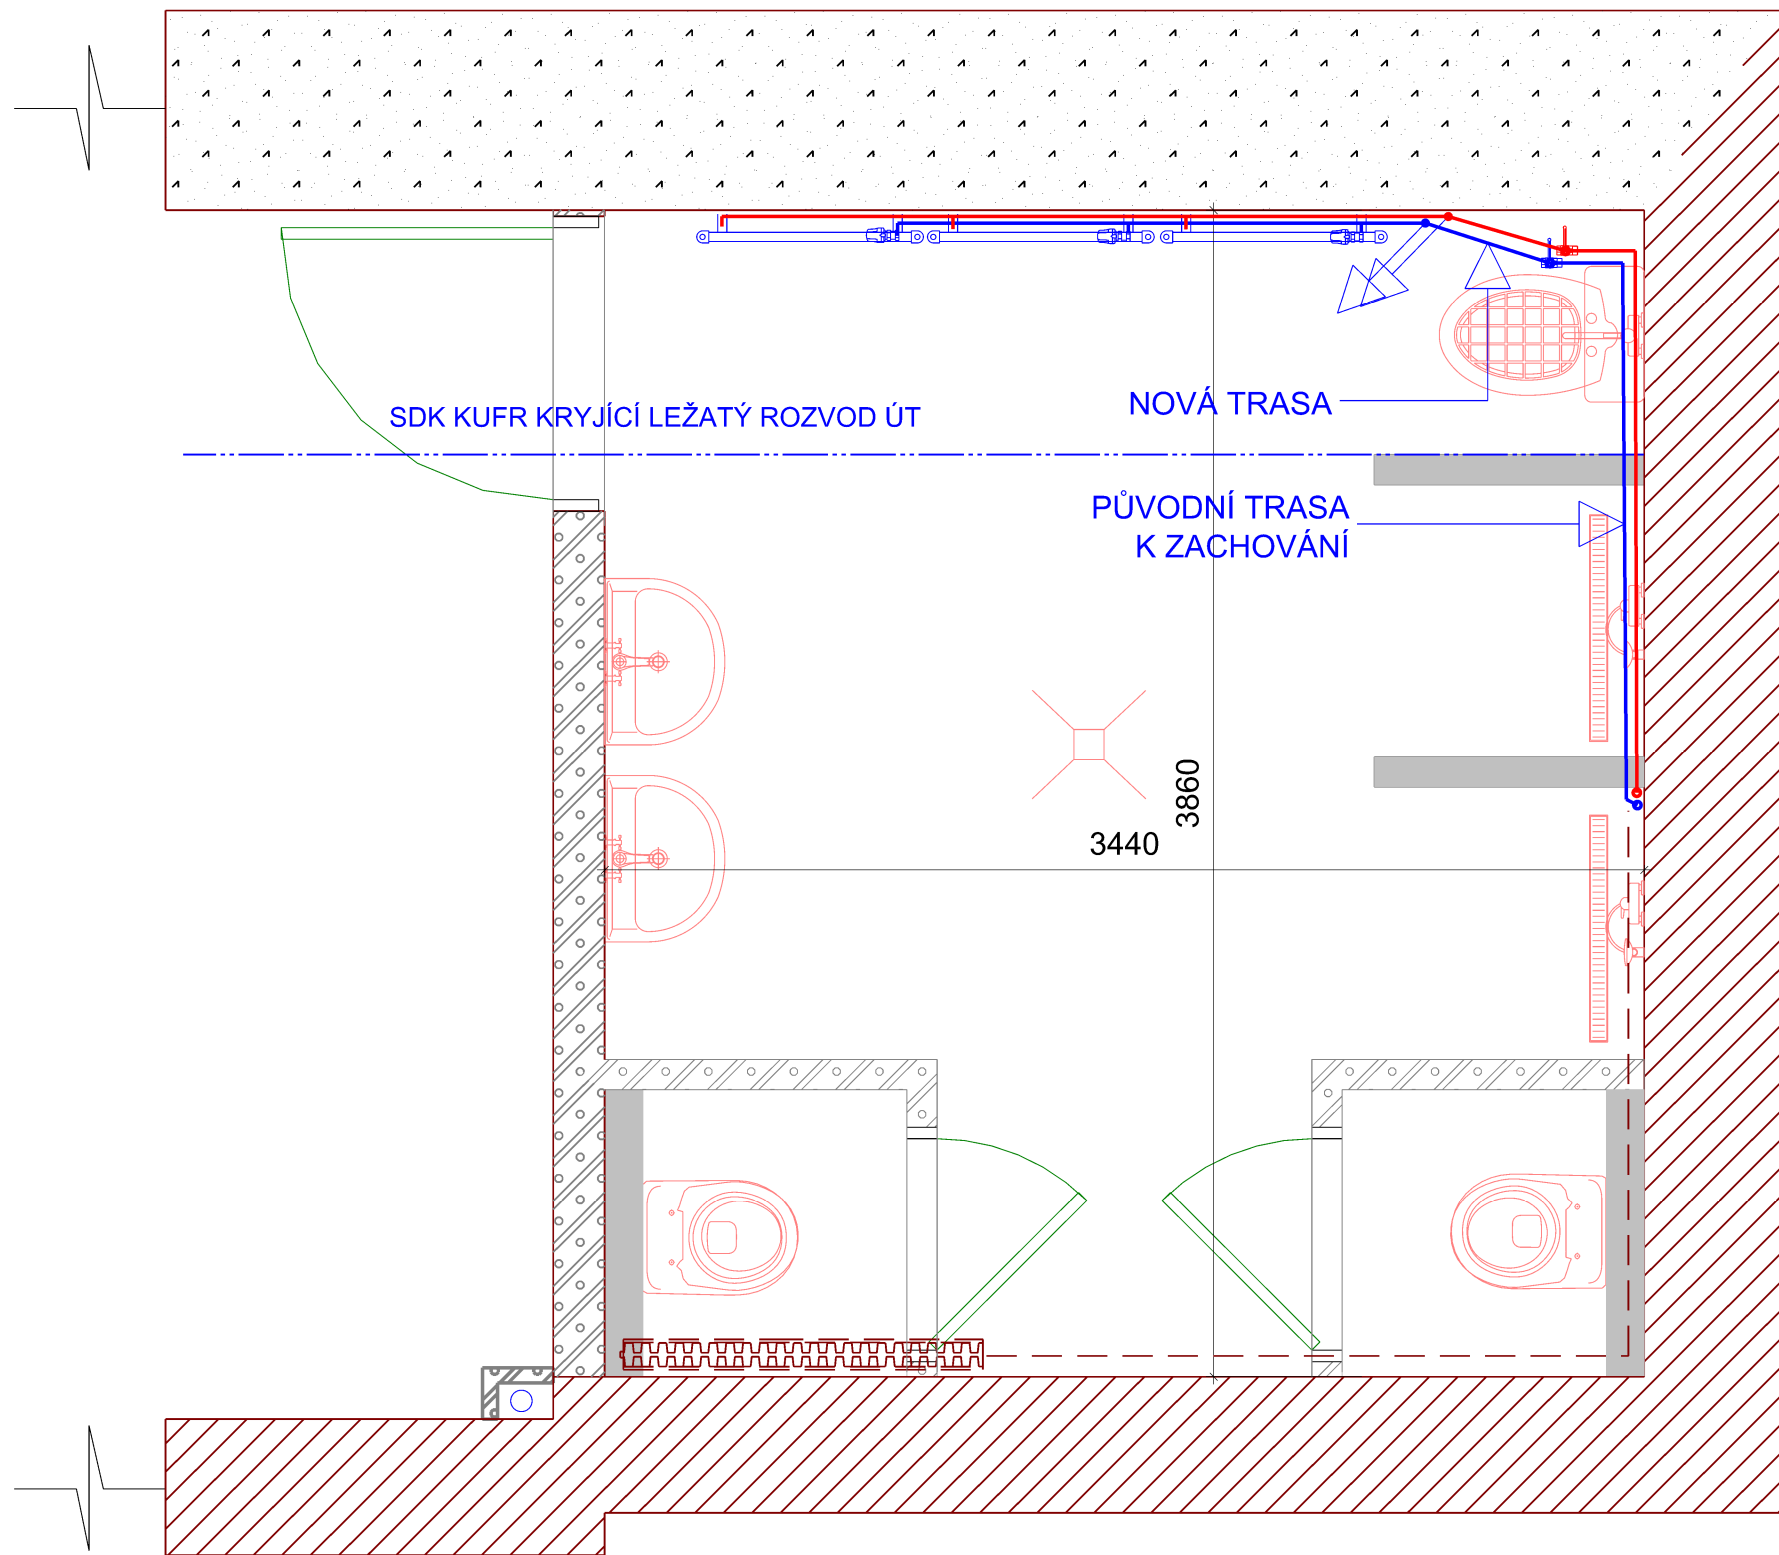 NOVÁ TRASA
SDK KUFR KRYJÍCÍ LEŽATÝ ROZVOD ÚT
PŮVODNÍ TRASA
K ZACHOVÁNÍ
3860
3440